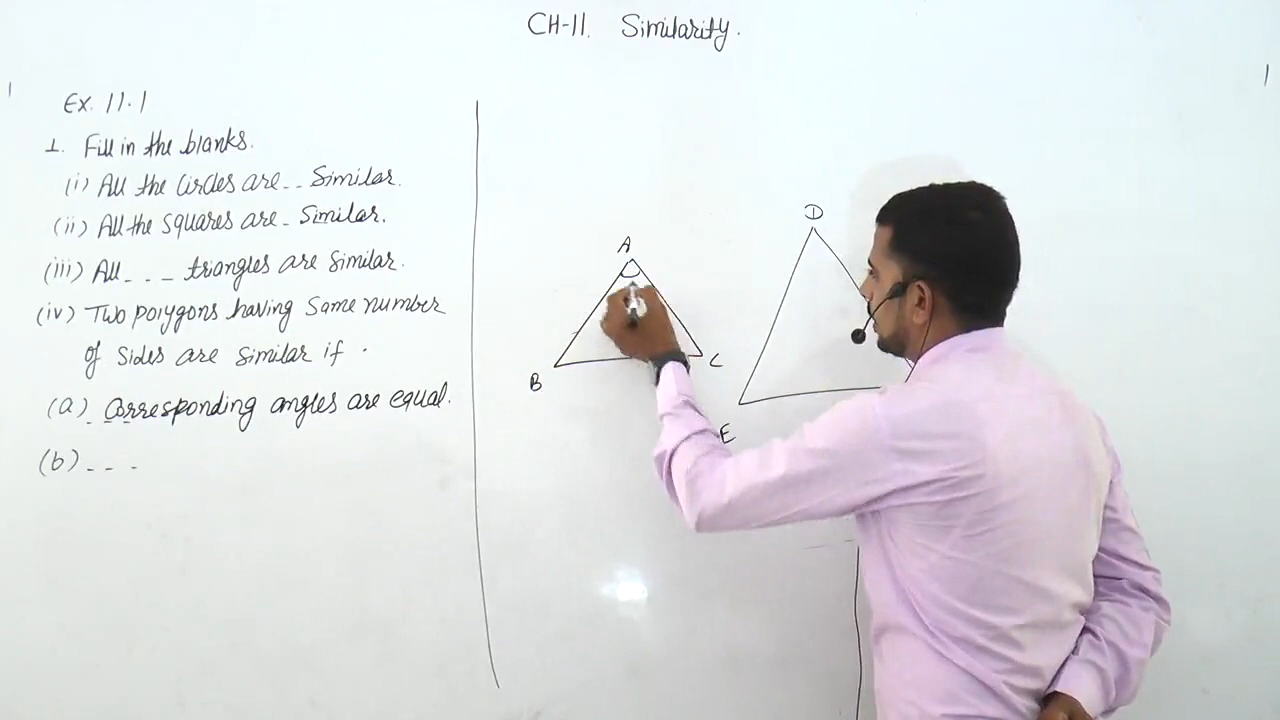 CH-11. Similarity.
Ex. 11.1
1. Fill in the blanks.
(i) All the Circles are _ _ Similar.
(ii) All the squares are _ Similar.
(iii) All _ _ _ triangles are similar.
(iv) Two polygons having Same number
of sides are similar if .
(a) _ Corresponding angles are equal.
(b) _ _ _
A
B
C
D
E